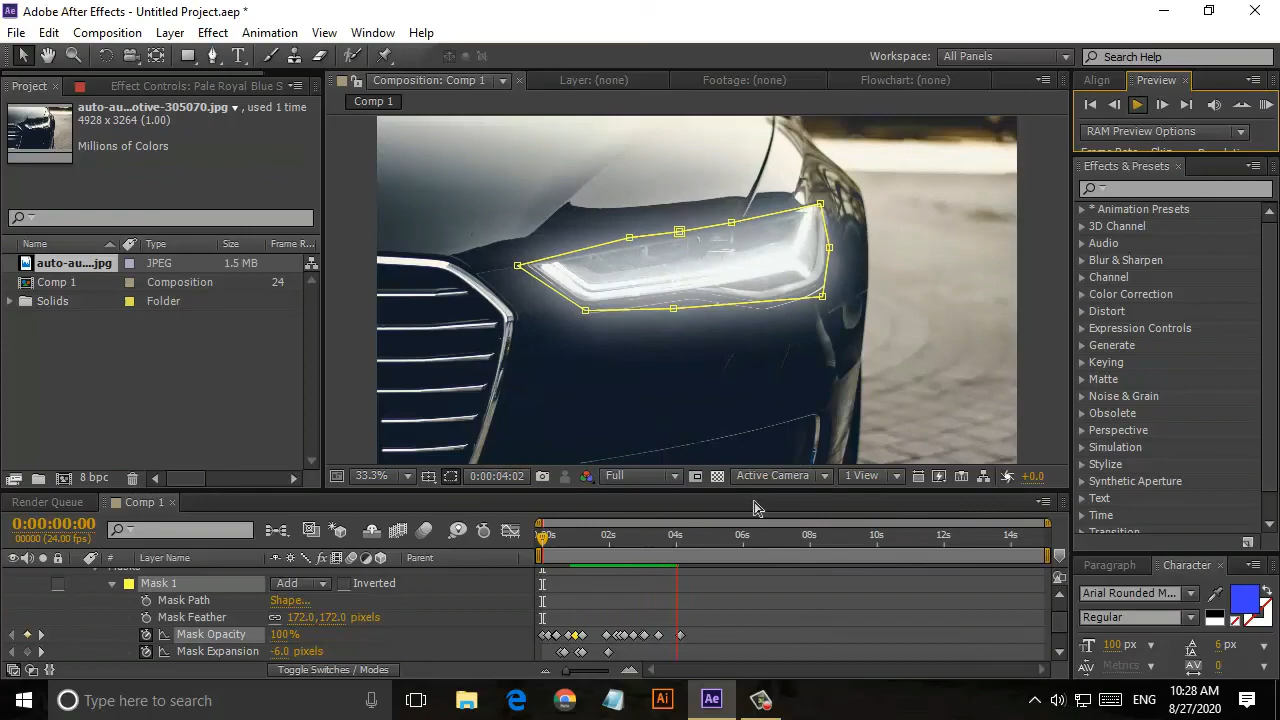 Adobe After Effects - Untitled Project.aep *
File Edit Composition Layer Effect Animation View Window Help
Workspace: All Panels
Search Help
Project
Effect Controls: Pale Royal Blue S
Composition: Comp 1
Layer: (none)
Footage: (none)
Flowchart: (none)
Align
Preview
Comp 1
auto-au...otive-305070.jpg , used 1 time
4928 x 3264 (1.00)
Millions of Colors
RAM Preview Options
Effects & Presets
* Animation Presets
3D Channel
Audio
Blur & Sharpen
Channel
Color Correction
Distort
Expression Controls
Generate
Keying
Matte
Noise & Grain
Obsolete
Perspective
Simulation
Stylize
Synthetic Aperture
Text
Time
Transition
Name Type Size Frame R...
auto-au....jpg JPEG 1.5 MB
Comp 1 Composition 24
Solids Folder
8 bpc
33.3% 0:00:04:02 Full Active Camera 1 View +0.0
Render Queue
Comp 1
0:00:00:00
00000 (24.00 fps)
:00s 02s 04s 06s 08s 10s 12s 14s
Layer Name Parent
Masks
Mask 1 Add Inverted
Mask Path Shape...
Mask Feather 172.0,172.0 pixels
Mask Opacity 100%
Mask Expansion -6.0 pixels
Toggle Switches / Modes
Paragraph
Character
Arial Rounded M...
Regular
100 px
6 px
Metrics
0
Type here to search
ENG
10:28 AM
8/27/2020